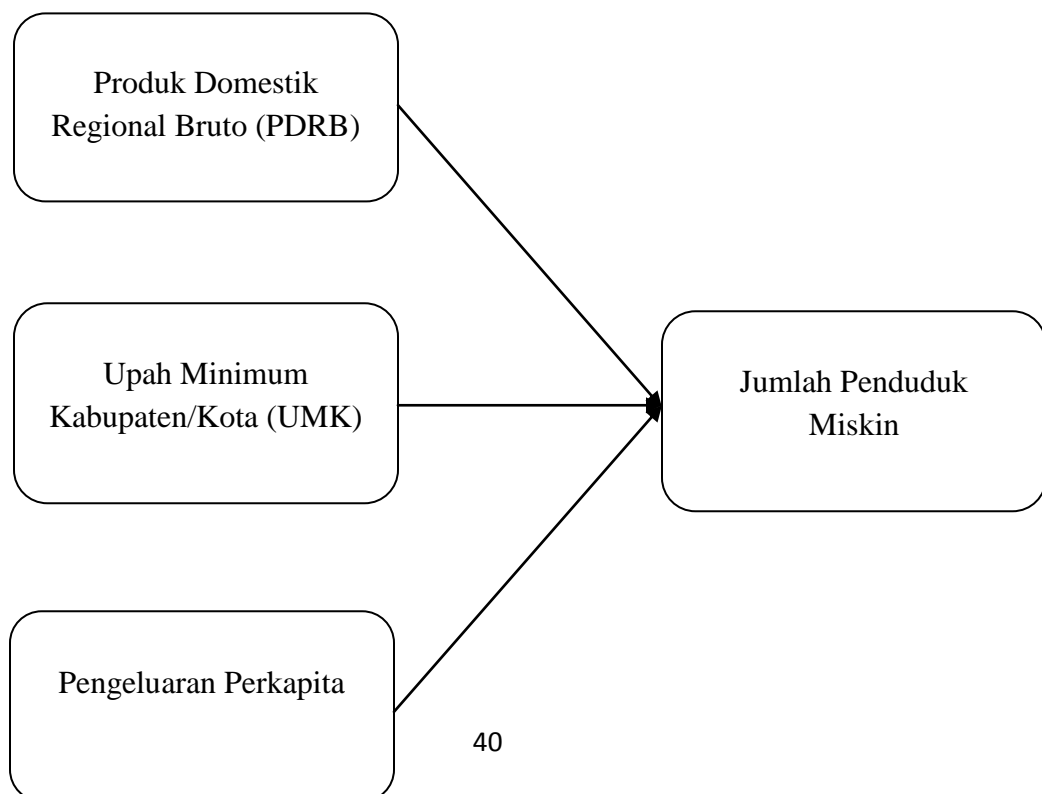 Produk Domestik
Regional Bruto (PDRB)
Upah Minimum
Kabupaten/Kota (UMK)
Jumlah Penduduk
Miskin
Pengeluaran Perkapita
40